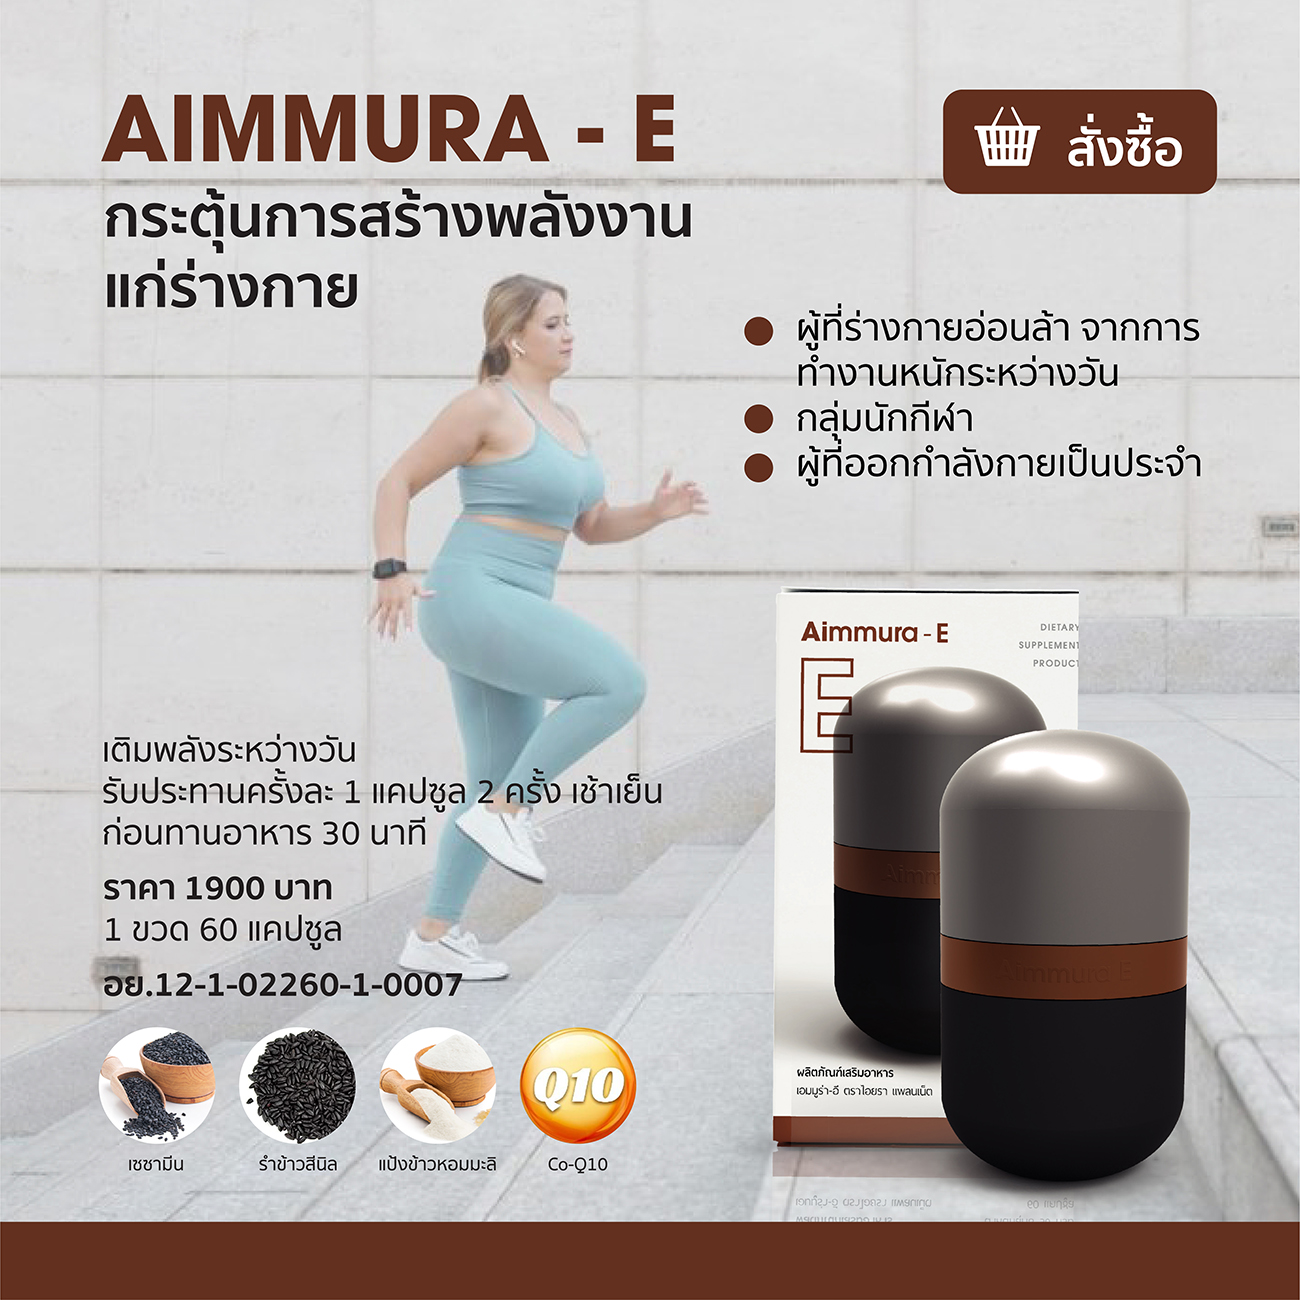 AIMMURA - E
สั่งซื้อ
กระตุ้นการสร้างพลังงาน
แก่ร่างกาย
ผู้ที่ร่างกายอ่อนล้า จากการ
ทำงานหนักระหว่างวัน
กลุ่มนักกีฬา
ผู้ที่ออกกำลังกายเป็นประจำ
Aimmura - E
DIETARY
SUPPLEMENT
PRODUCT
E
เติมพลังระหว่างวัน
รับประทานครั้งละ 1 แคปซูล 2 ครั้ง เช้าเย็น
ก่อนทานอาหาร 30 นาที
ราคา 1900 บาท
1 ขวด 60 แคปซูล
อย.12-1-02260-1-0007
Aimm
Aimmura E
Q10
ผลิตภัณฑ์เสริมอาหาร
เอมมูร่า-อี ตราไอยรา แพลนเน็ต
เซซามีน
รำข้าวสีนิล
แป้งข้าวหอมมะลิ
Co-Q10